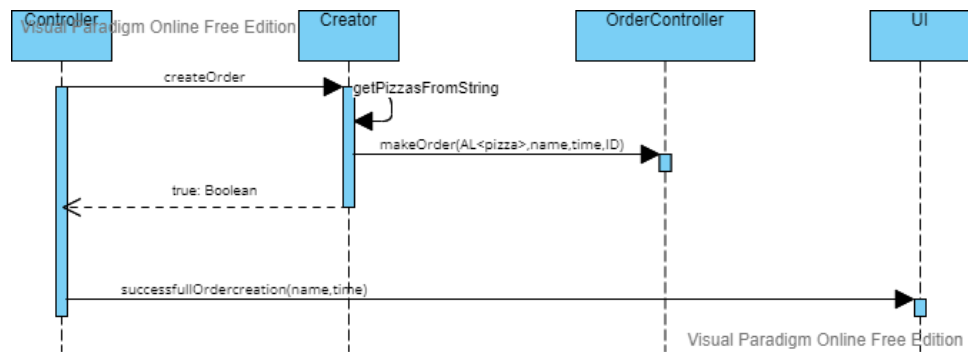 Controller
Creator
OrderController
UI
Visual Paradigm Online Free Edition
createOrder
getPizzasFromString
makeOrder(AL<pizza>,name,time,ID)
true: Boolean
successfullOrdercreation(name,time)
Visual Paradigm Online Free Edition